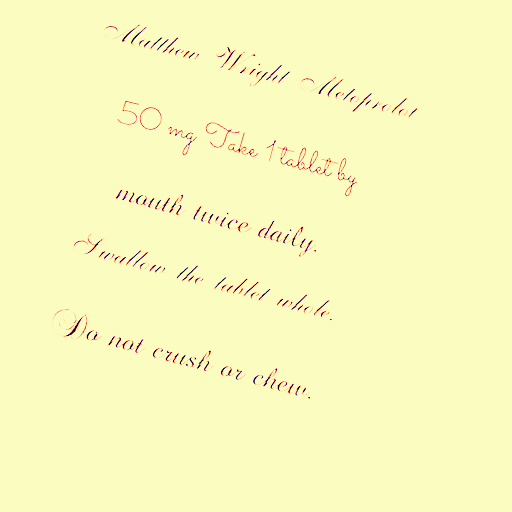 Matthew Wright Metoprolol
50 mg Take 1 tablet by
mouth twice daily.
Swallow the tablet whole.
Do not crush or chew.